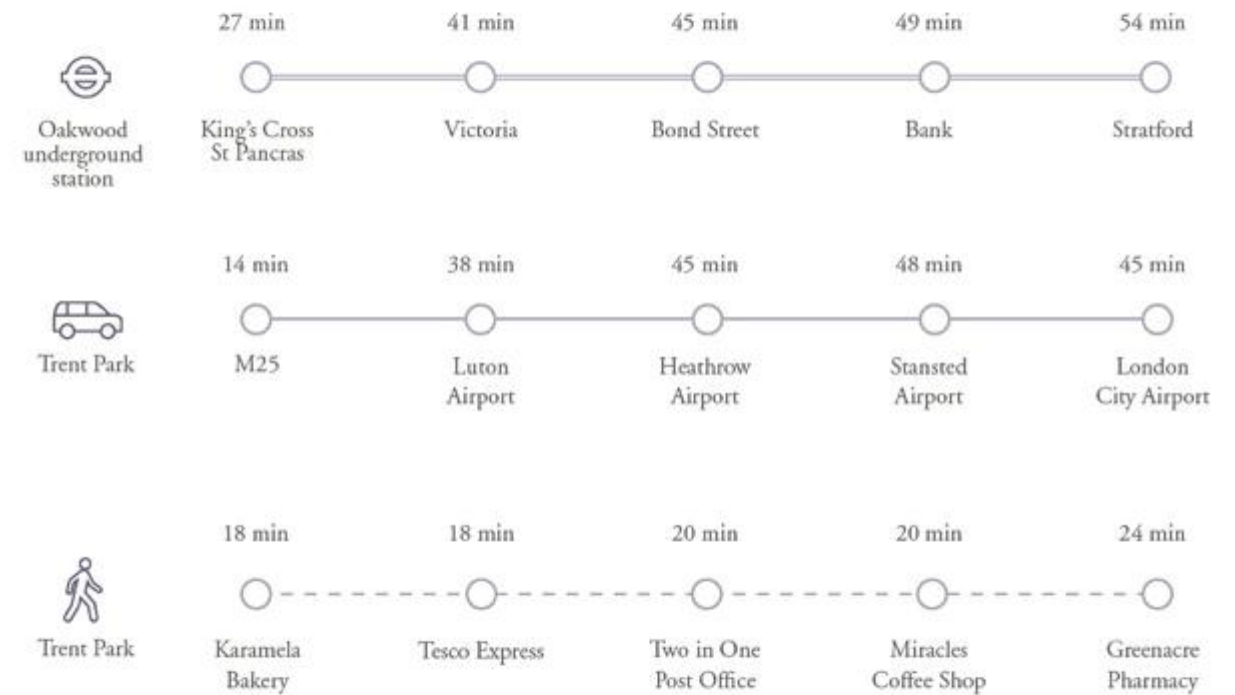 27 min
41 min
45 min
49 min
54 min
Oakwood
underground
station
King's Cross
St Pancras
Victoria
Bond Street
Bank
Stratford
14 min
38 min
45 min
48 min
45 min
Trent Park
M25
Luton
Airport
Heathrow
Airport
Stansted
Airport
London
City Airport
18 min
18 min
20 min
20 min
24 min
Trent Park
Karamela
Bakery
Tesco Express
Two in One
Post Office
Miracles
Coffee Shop
Greenacre
Pharmacy